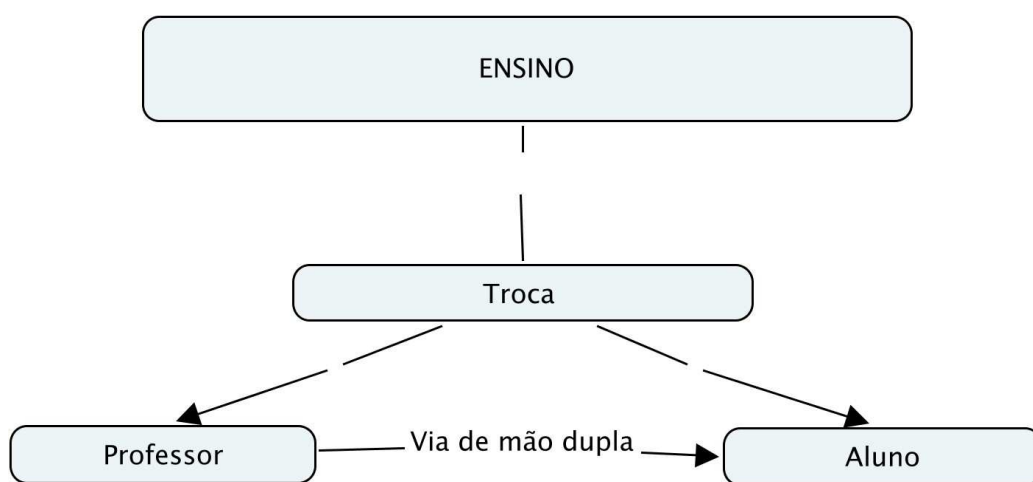 ENSINO
Troca
Professor
Via de mão dupla
Aluno